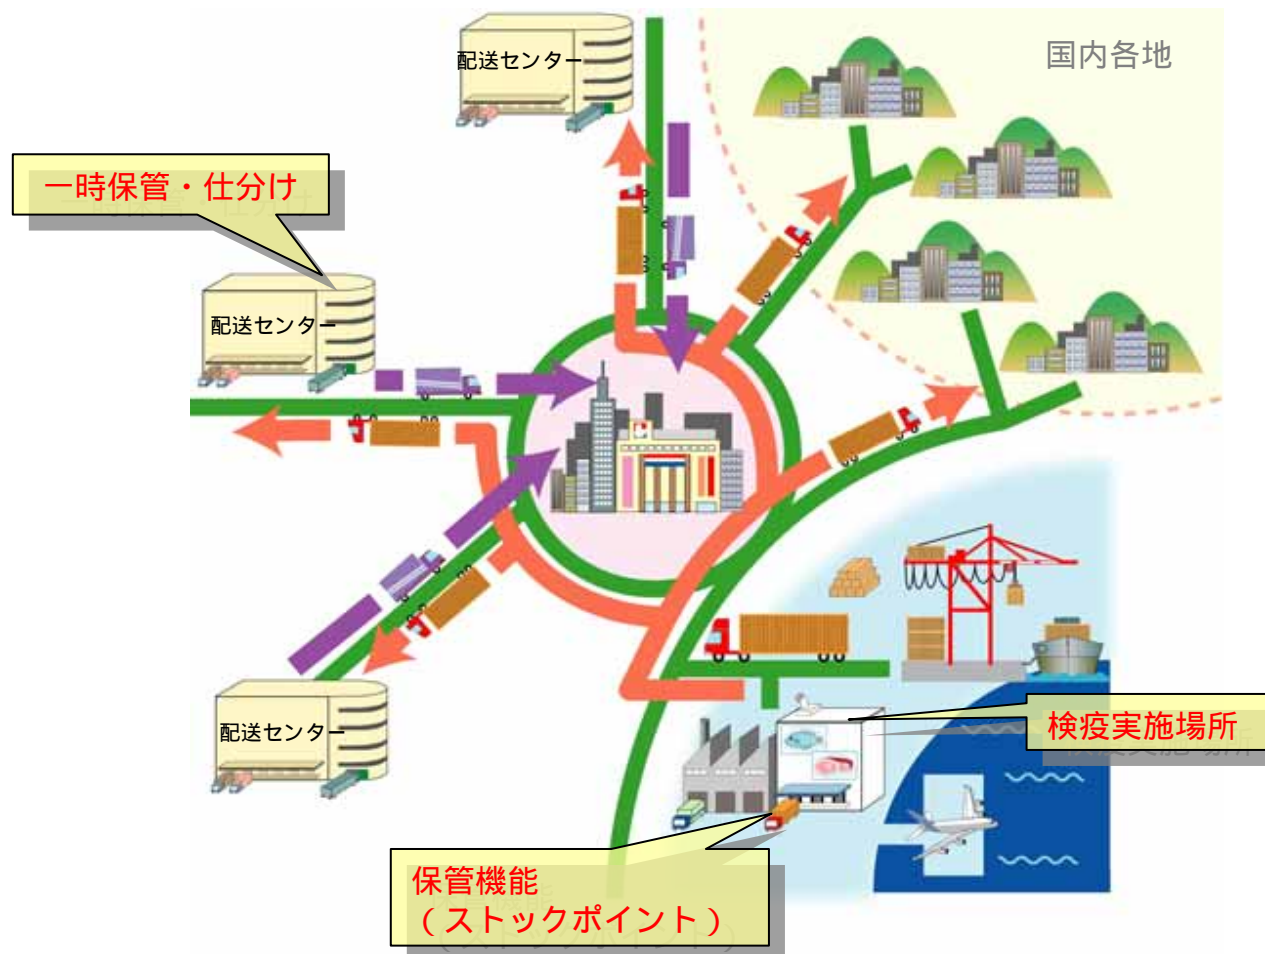 配送センター
国内各地
一時保管・仕分け
配送センター
配送センター
検疫実施場所
保管機能
(ストックポイント)